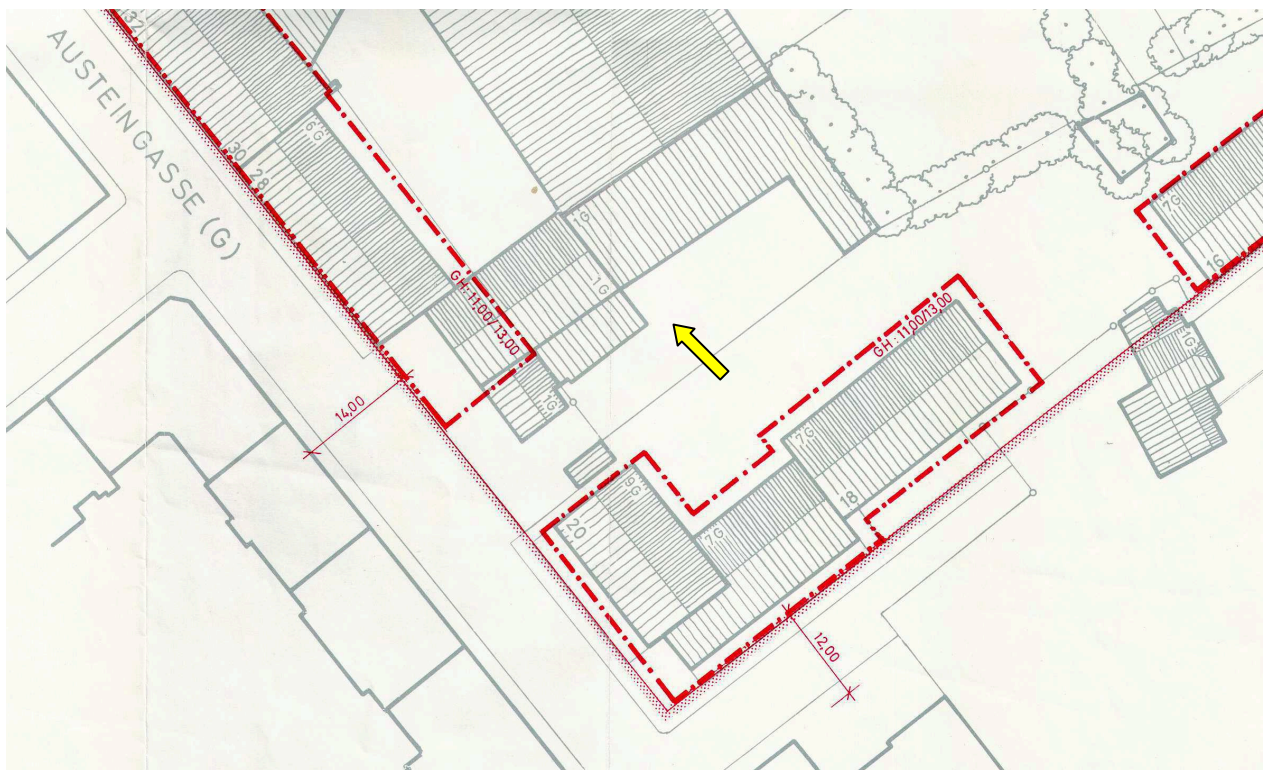 32
AUSTEINGASSE (G)
6G
30
28
1G
1G
GH:11,00/13,00
1G
14,00
7G
16
1G
GH:11,00/13,00
7G
9G
20
18
7G
12,00